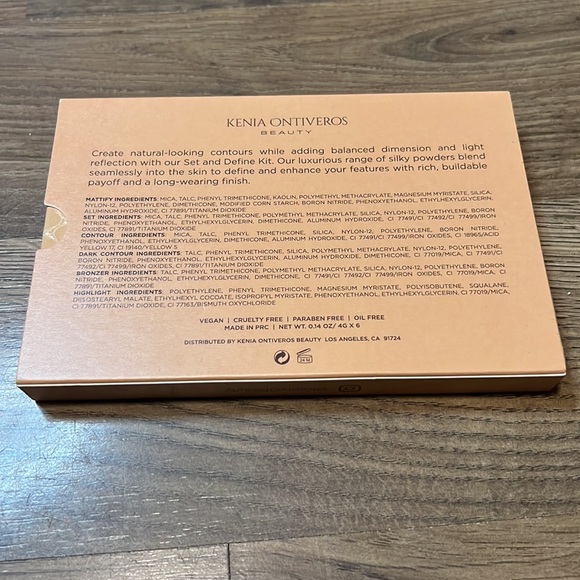 KENIA ONTIVEROS
BEAUTY
Create natural-looking contours while adding balanced dimension and light
reflection with our Set and Define Kit. Our luxurious range of silky powders blend
seamlessly into the skin to define and enhance your features with rich, buildable
payoff and a long-wearing finish.
MATTIFY INGREDIENTS: MICA, TALC, PHENYL TRIMETHICONE, KAOLIN, POLYMETHYL METHACRYLATE, MAGNESIUM MYRISTATE, SILICA,
NYLON-12, POLYETHYLENE, DIMETHICONE, MODIFIED CORN STARCH, BORON NITRIDE, PHENOXYETHANOL, ETHYLHEXYLGLYCERIN,
ALUMINUM HYDROXIDE, CI 77891/TITANIUM DIOXIDE
SET INGREDIENTS: MICA, TALC, PHENYL TRIMETHICONE, POLYMETHYL METHACRYLATE, SILICA, NYLON-12, POLYETHYLENE, BORON
NITRIDE, PHENOXYETHANOL, ETHYLHEXYLGLYCERIN, DIMETHICONE, ALUMINUM HYDROXIDE, CI 77491/CI 77492/CI 77499/IRON
OXIDES, CI 77891/TITANIUM DIOXIDE
CONTOUR INGREDIENTS: MICA, TALC, PHENYL TRIMETHICONE, SILICA, NYLON-12, POLYETHYLENE, BORON NITRIDE,
PHENOXYETHANOL, ETHYLHEXYLGLYCERIN, DIMETHICONE, ALUMINUM HYDROXIDE, CI 77491/CI 77499/IRON OXIDES, CI 15985/ACID
YELLOW 17, CI 19140/YELLOW 5
DARK CONTOUR INGREDIENTS: TALC, PHENYL TRIMETHICONE, SILICA, POLYMETHYL METHACRYLATE, NYLON-12, POLYETHYLENE,
BORON NITRIDE, PHENOXYETHANOL, ETHYLHEXYLGLYCERIN, DIMETHICONE, ALUMINUM HYDROXIDE, CI 77019/MICA, CI 77491/CI
77492/CI 77499/IRON OXIDES, CI 77891/TITANIUM DIOXIDE
BRONZER INGREDIENTS: TALC, PHENYL TRIMETHICONE, POLYMETHYL METHACRYLATE, SILICA, NYLON-12, POLYETHYLENE, BORON
NITRIDE, PHENOXYETHANOL, ETHYLHEXYLGLYCERIN, DIMETHICONE, CI 77491/CI 77492/CI 77499/IRON OXIDES, CI 77019/MICA, CI
77891/TITANIUM DIOXIDE
HIGHLIGHT INGREDIENTS: POLYETHYLENE, PHENYL TRIMETHICONE, MAGNESIUM MYRISTATE, POLYISOBUTENE, SQUALANE,
DIISOSTEARYL MALATE, ETHYLHEXYL COCOATE, ISOPROPYL MYRISTATE, PHENOXYETHANOL, ETHYLHEXYLGLYCERIN, CI 77019/MICA,
CI 77891/TITANIUM DIOXIDE, CI 77163/BISMUTH OXYCHLORIDE
VEGAN | CRUELTY FREE | PARABEN FREE | OIL FREE
MADE IN PRC | NET WT. 0.14 OZ/ 4G X 6
DISTRIBUTED BY KENIA ONTIVEROS BEAUTY LOS ANGELES, CA 91724